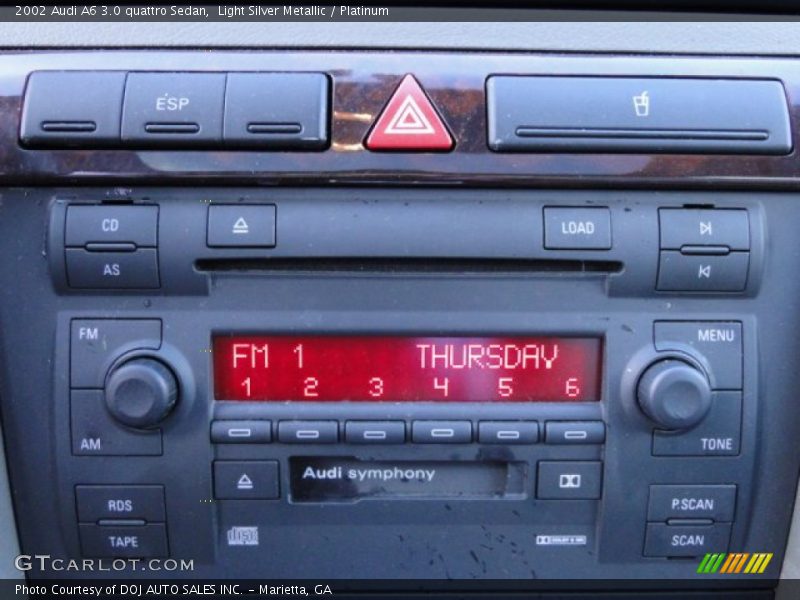 2002 Audi A6 3.0 quattro Sedan,  Light Silver Metallic / Platinum
ESP
CD
LOAD
AS
FM
MENU
FM 1 THURSDAY
1 2 3 4 5 6
AM
TONE
Audi symphony
RDS
P.SCAN
TAPE
SCAN
GTCARLOT.COM
Photo Courtesy of DOJ AUTO SALES INC. – Marietta, GA